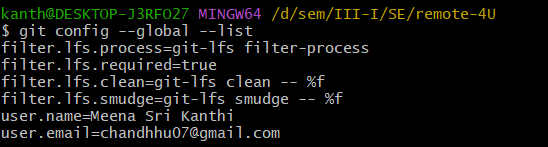 kanth@DESKTOP-J3RFO27 MINGW64 /d/sem/III-I/SE/remote-4U
$ git config --global --list
filter.lfs.process=git-lfs filter-process
filter.lfs.required=true
filter.lfs.clean=git-lfs clean -- %f
filter.lfs.smudge=git-lfs smudge -- %f
user.name=Meena Sri Kanthi
user.email=chandhhu07@gmail.com